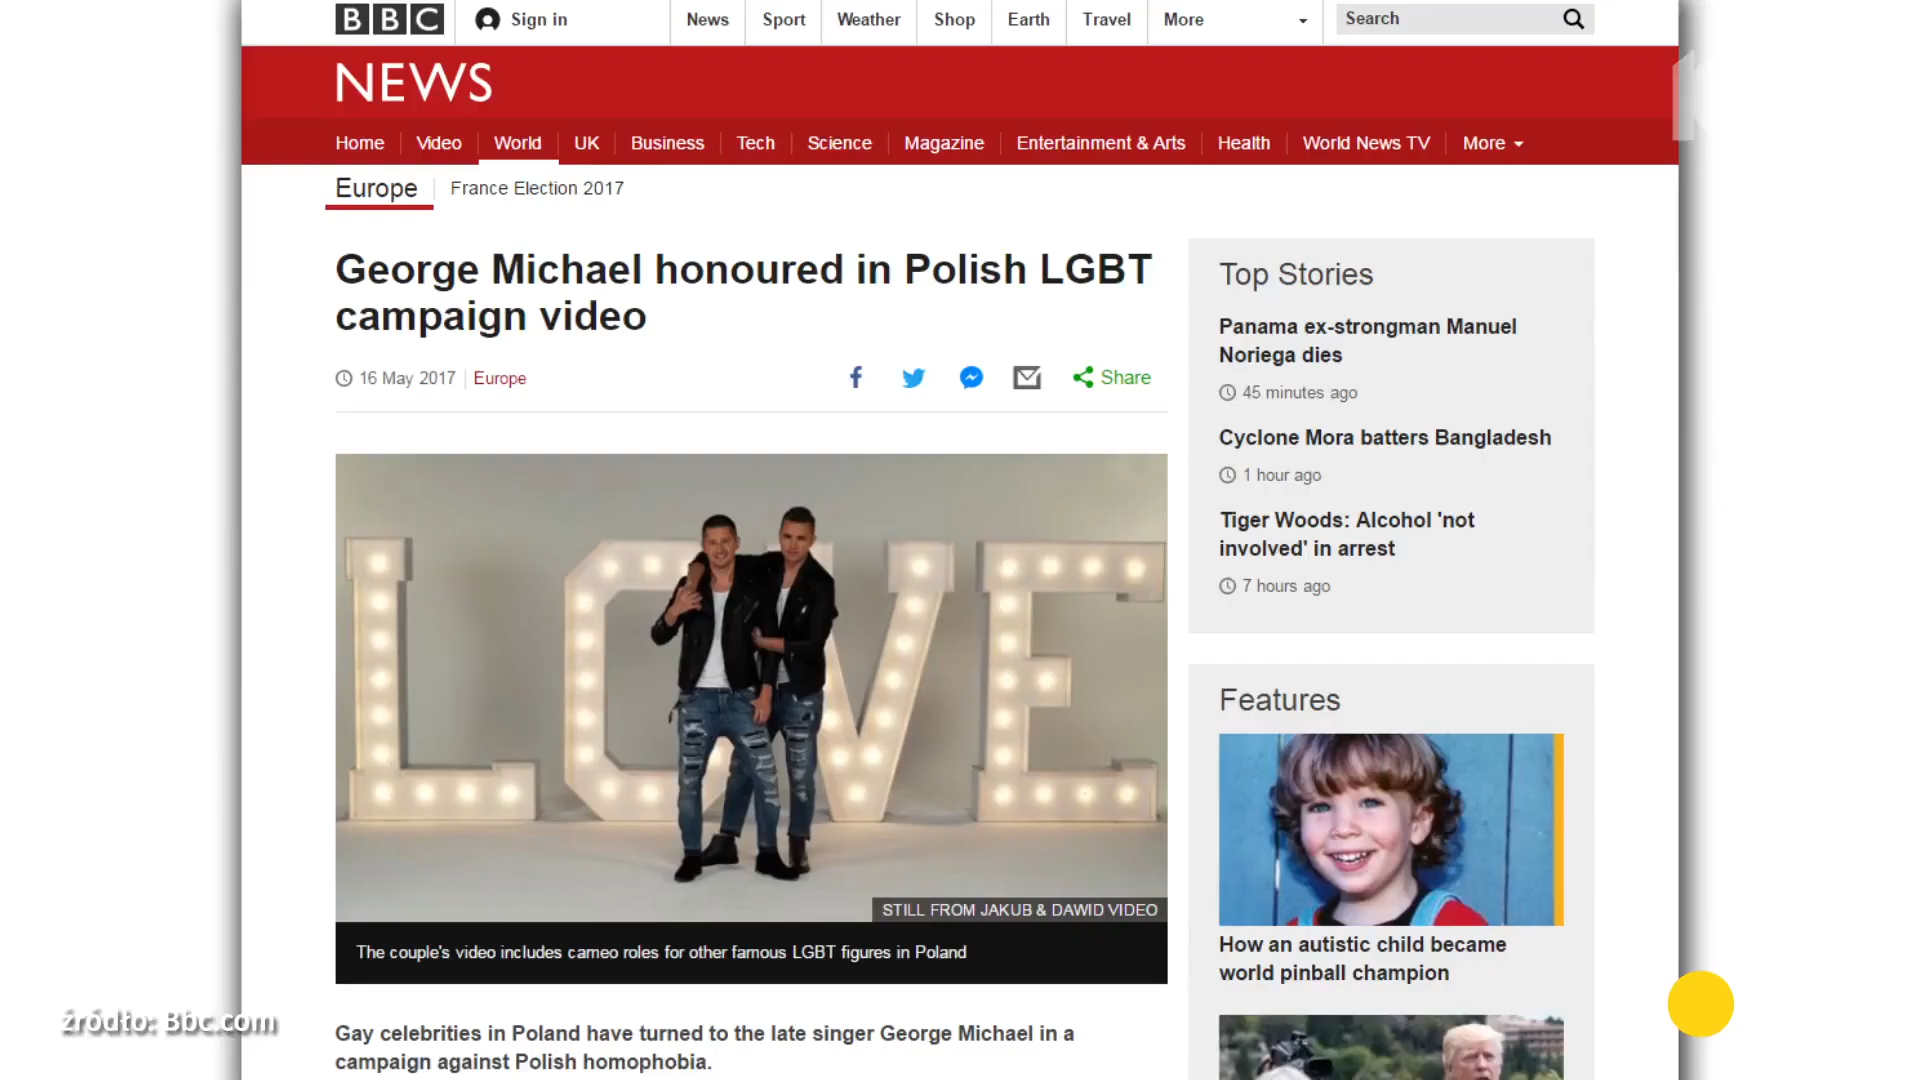 BBC
Sign in
News
Sport
Weather
Shop
Earth
Travel
More
Search
NEWS
Home
Video
World
UK
Business
Tech
Science
Magazine
Entertainment & Arts
Health
World News TV
More
Europe
France Election 2017
George Michael honoured in Polish LGBT
campaign video
16 May 2017
Europe
Share
LOVE
STILL FROM JAKUB & DAWID VIDEO
The couple's video includes cameo roles for other famous LGBT figures in Poland
Gay celebrities in Poland have turned to the late singer George Michael in a
campaign against Polish homophobia.
Top Stories
Panama ex-strongman Manuel
Noriega dies
45 minutes ago
Cyclone Mora batters Bangladesh
1 hour ago
Tiger Woods: Alcohol 'not
involved' in arrest
7 hours ago
Features
How an autistic child became
world pinball champion
źródło: Bbc.com